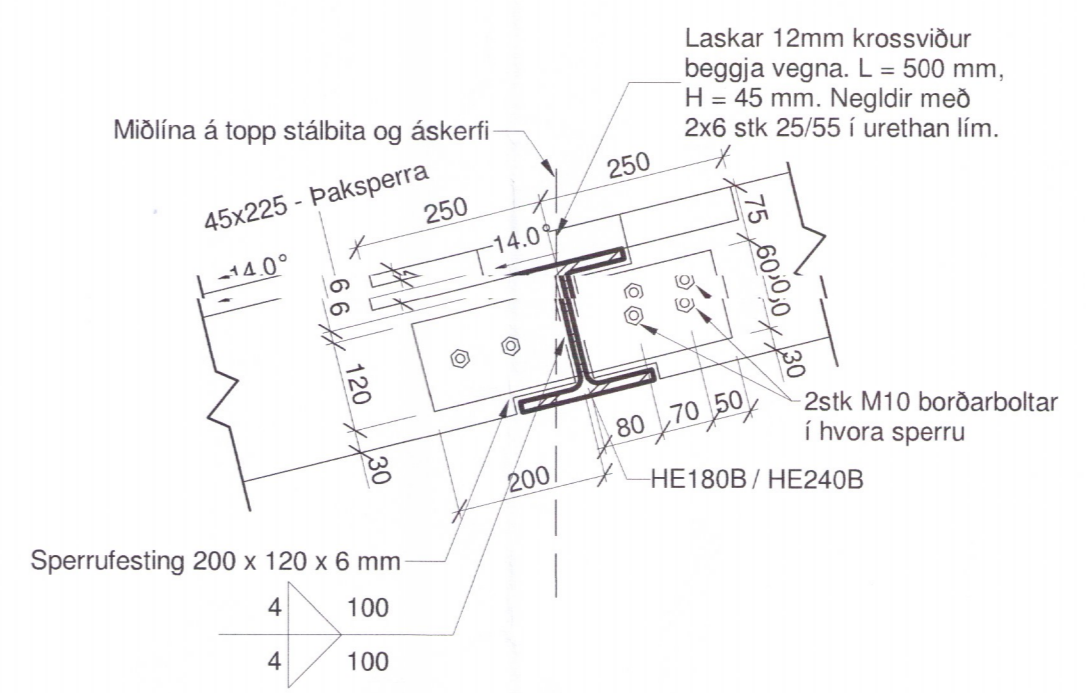 Laskar 12mm krossviður
beggja vegna. L = 500 mm,
H = 45 mm. Negldir með
2x6 stk 25/55 í urethan lím.
Miðlína á topp stálbita og áskerfi
45x225 - Þaksperra
250
250
14.0°
14.0°
75
60
30
6
6
120
30
80
70
50
200
2stk M10 borðarboltar
í hvora sperru
HE180B / HE240B
Sperrufesting 200 x 120 x 6 mm
4 100
4 100